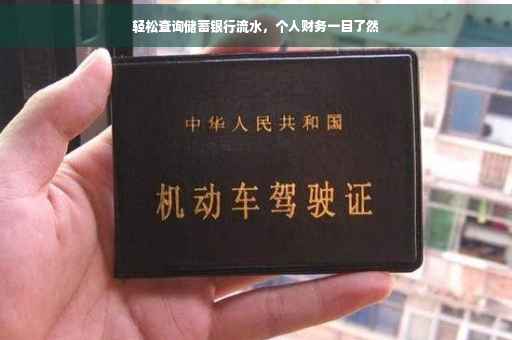 轻松查询储蓄银行流水，个人财务一目了然
中华人民共和国
机动车驾驶证